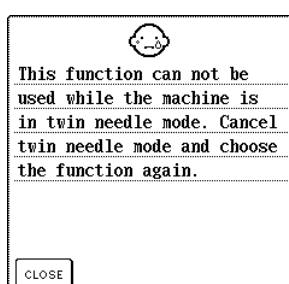 This function can not be
used while the machine is
in twin needle mode. Cancel
twin needle mode and choose
the function again.
CLOSE